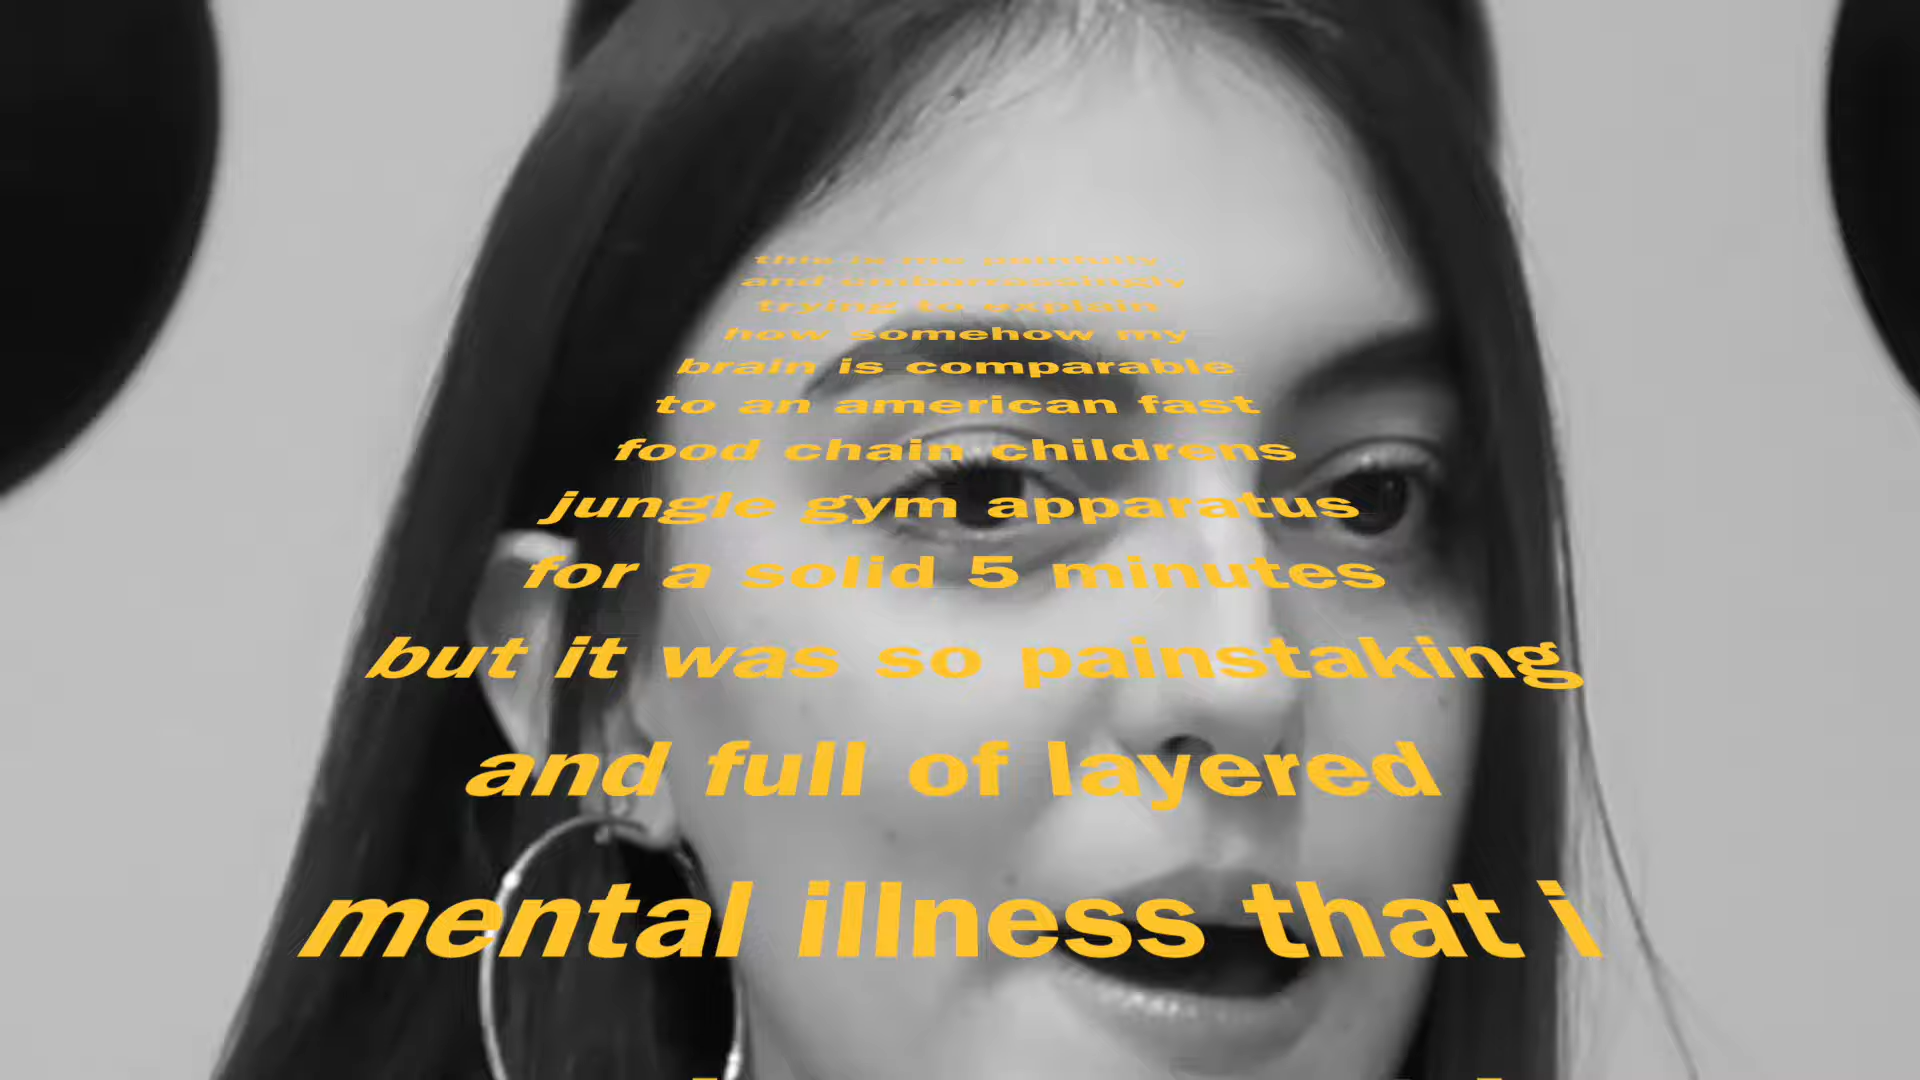 this is me painfully
and embarrassingly
trying to explain
how somehow my
brain is comparable
to an american fast
food chain childrens
jungle gym apparatus
for a solid 5 minutes
but it was so painstaking
and full of layered
mental illness that i